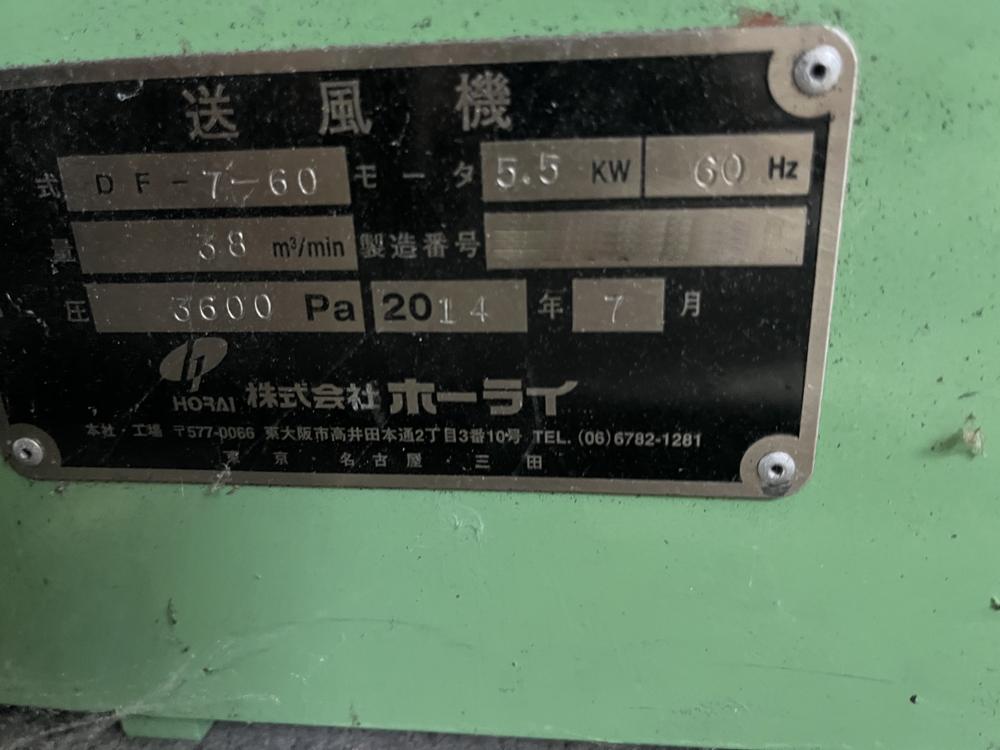 送風機
式 DF-7-60 モータ 5.5 KW 60 Hz
量 38 m³/min 製造番号
圧 3600 Pa 2014 年 7 月
HORAI 株式会社ホーライ
本社・工場 〒577-0066 東大阪市高井田本通2丁目3番10号 TEL.(06)6782-1281
東京・名古屋・三田